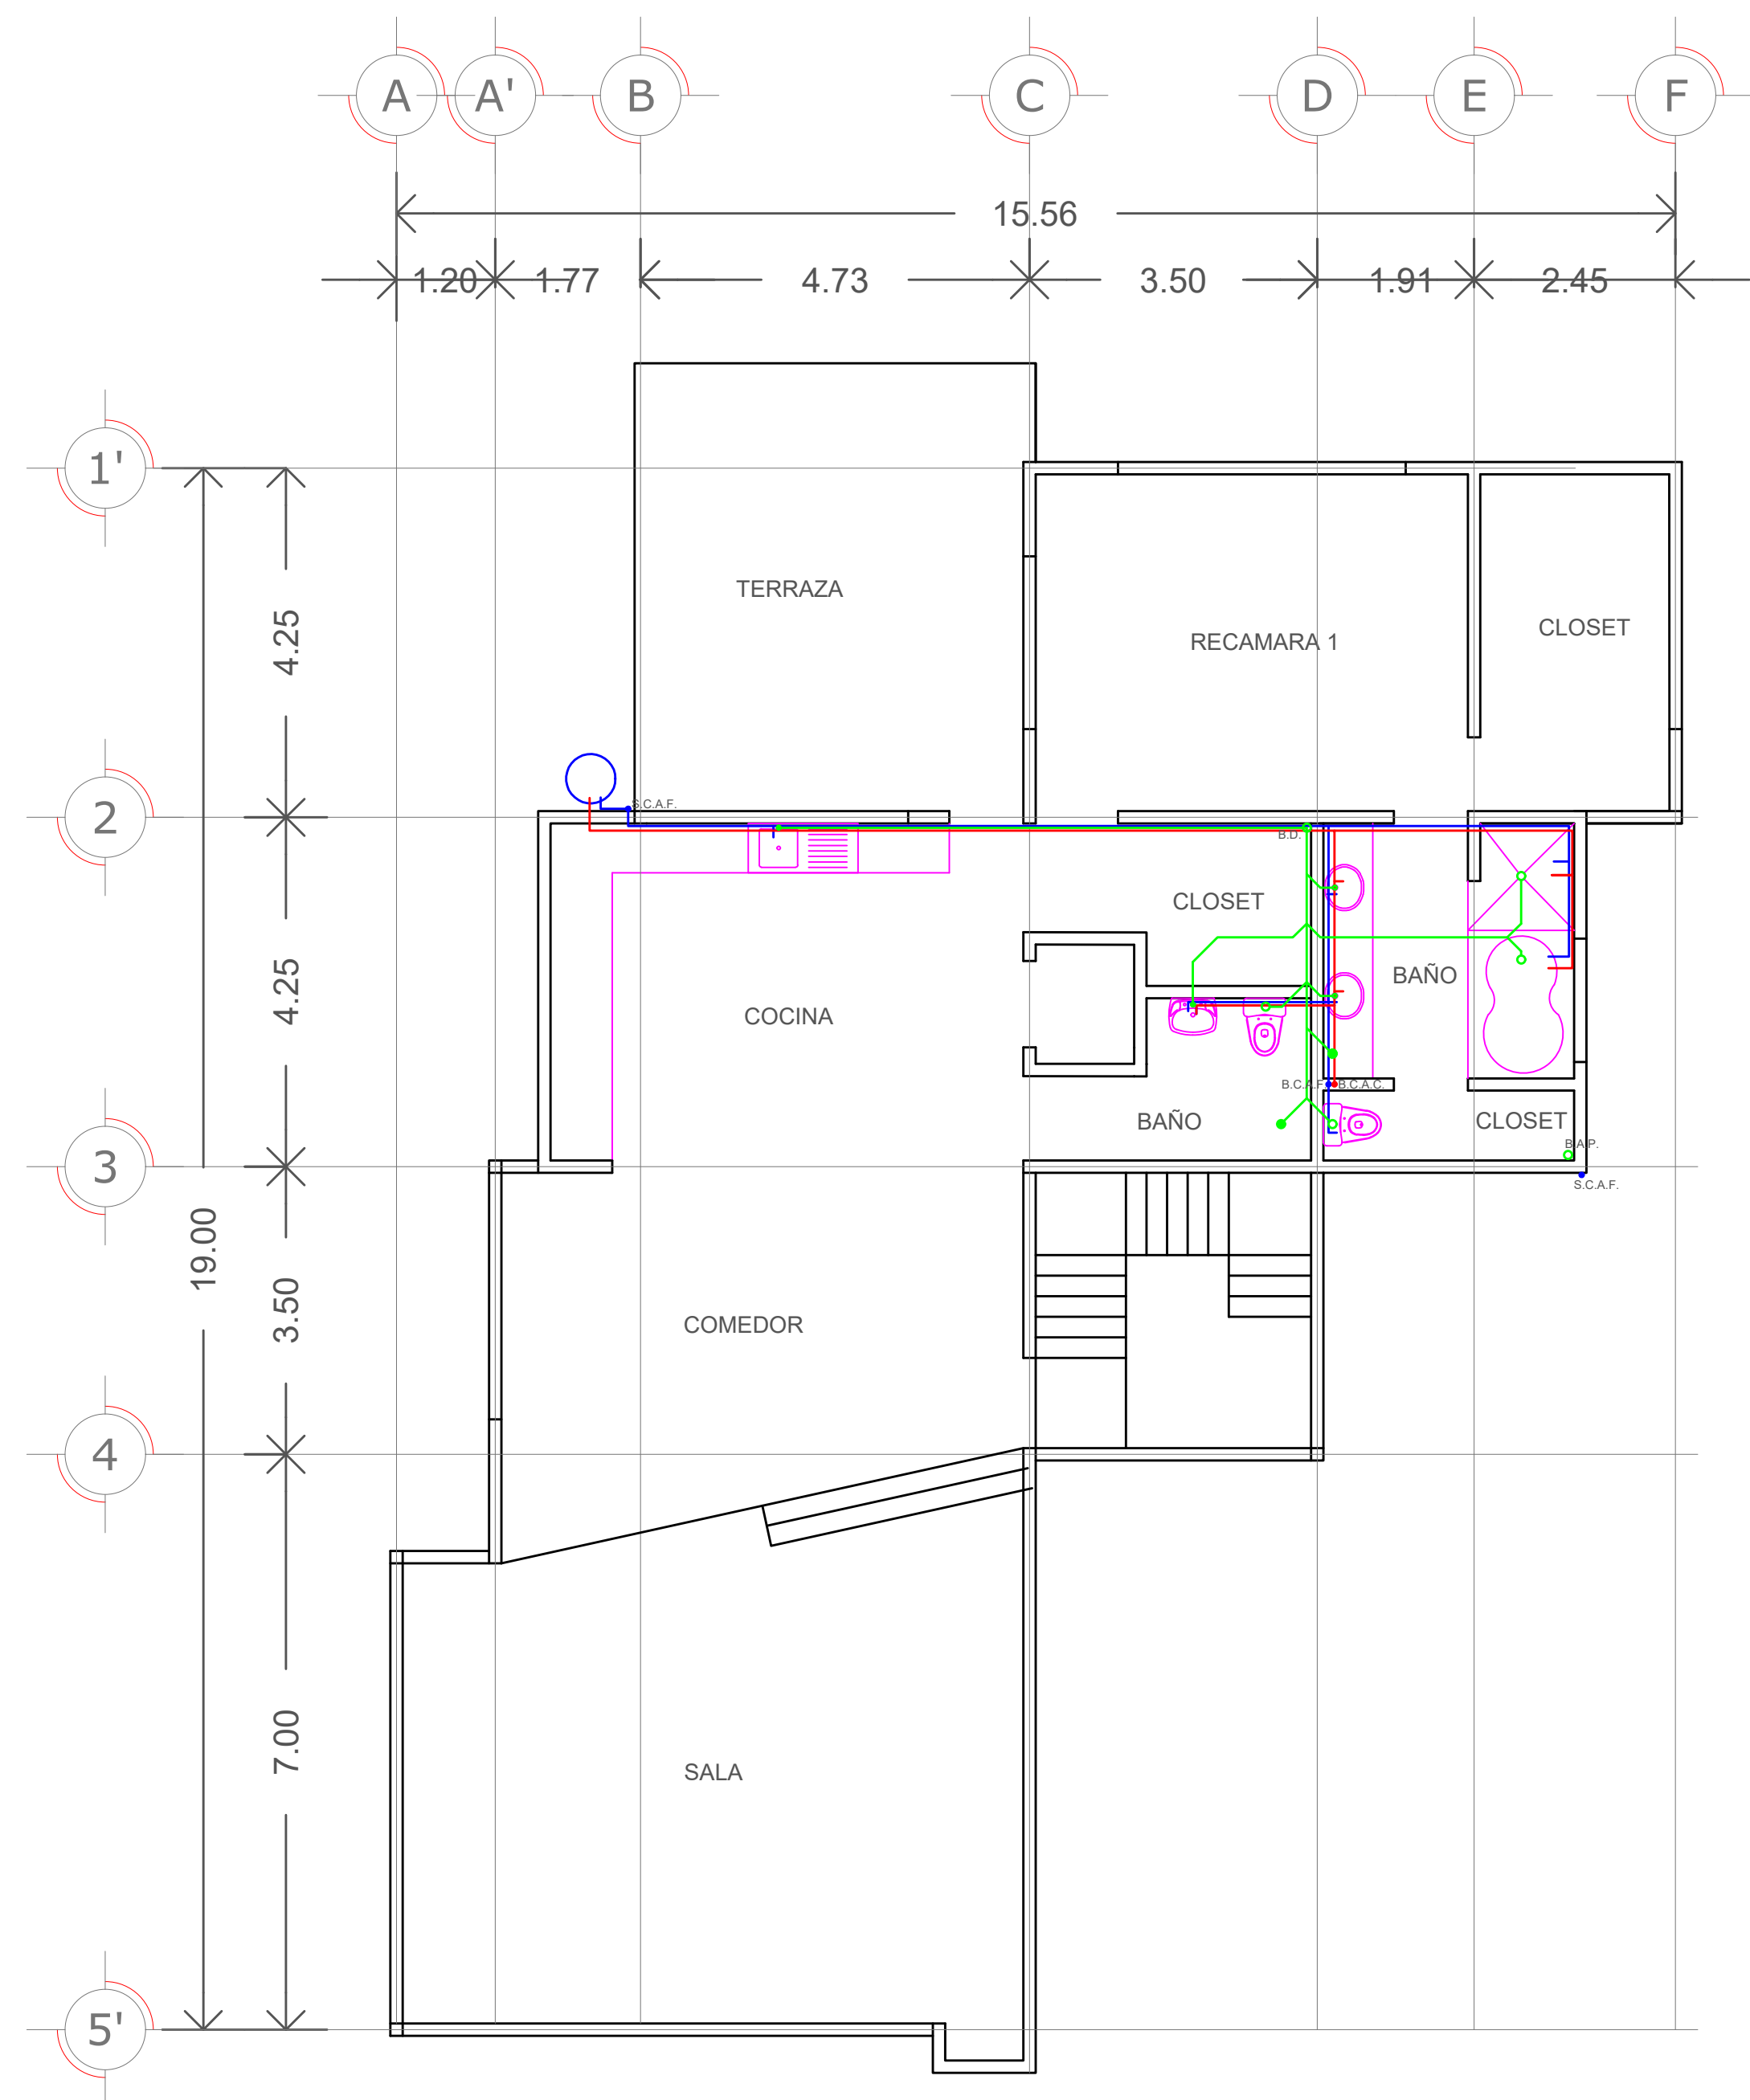 A A' B C D E F
15.56
1.20 1.77 4.73 3.50 1.91 2.45
1'
4.25
TERRAZA
CLOSET
RECAMARA 1
S.C.A.F.
2
B.D.
CLOSET
BAÑO
4.25
COCINA
B.C.A.F. B.C.A.C.
BAÑO
CLOSET
B.A.P.
3
S.C.A.F.
19.00
3.50
COMEDOR
4
7.00
SALA
5'